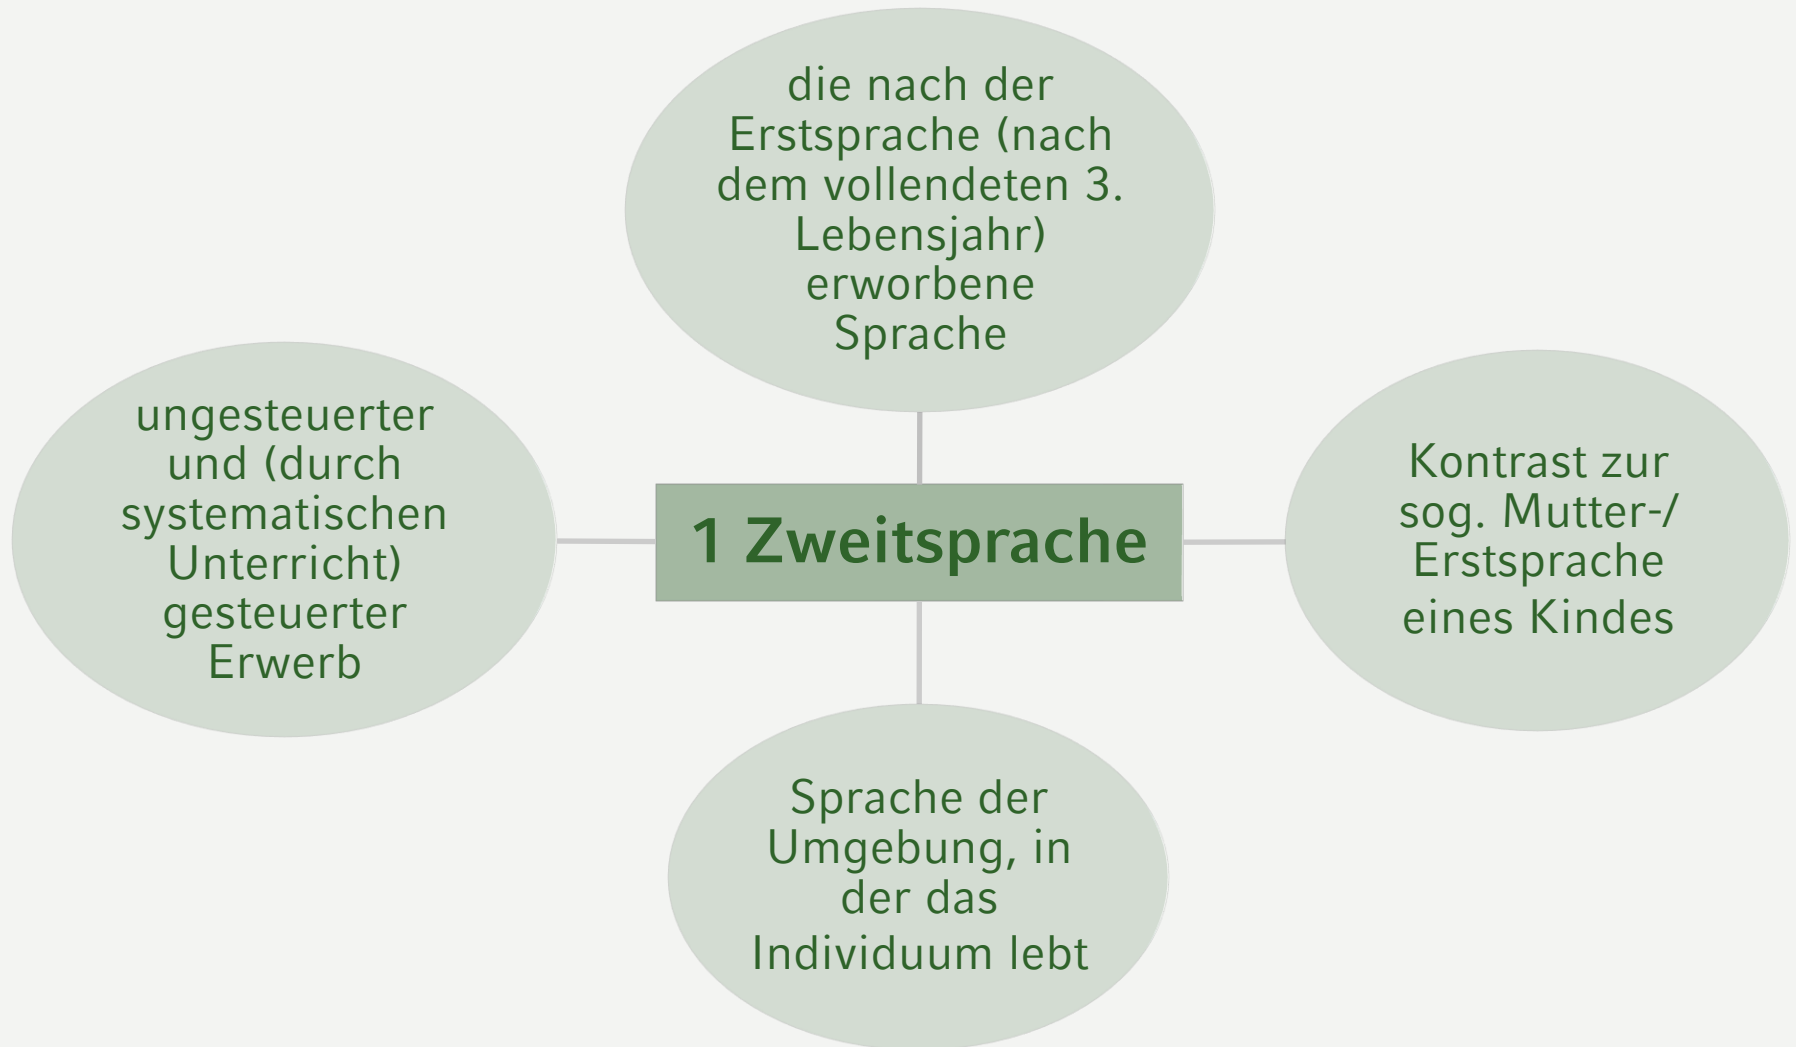 die nach der
Erstsprache (nach
dem vollendeten 3.
Lebensjahr)
erworbene
Sprache
ungesteuerter
und (durch
systematischen
Unterricht)
gesteuerter
Erwerb
1 Zweitsprache
Kontrast zur
sog. Mutter-/
Erstsprache
eines Kindes
Sprache der
Umgebung, in
der das
Individuum lebt